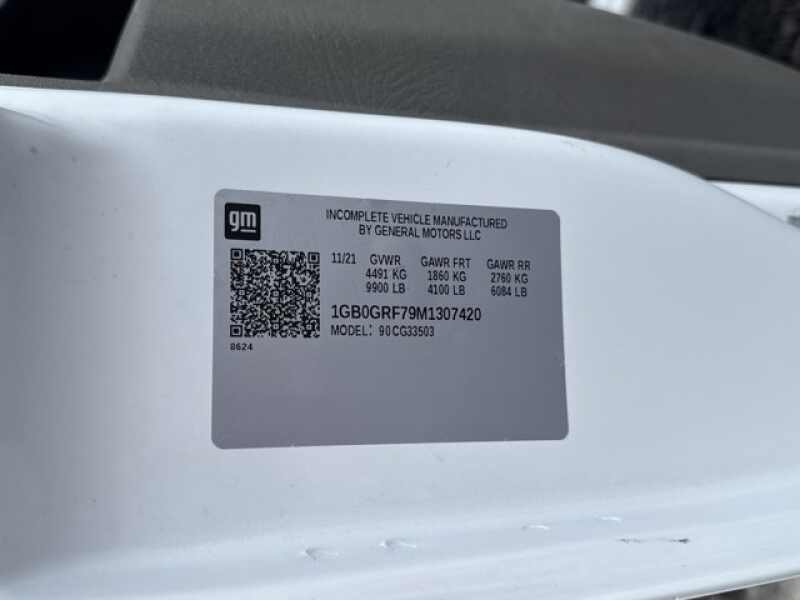 gm
INCOMPLETE VEHICLE MANUFACTURED
BY GENERAL MOTORS LLC
11/21 GVWR GAWR FRT GAWR RR
4491 KG 1860 KG 2760 KG
9900 LB 4100 LB 6084 LB
1GB0GRF79M1307420
MODEL: 90CG33503
8624